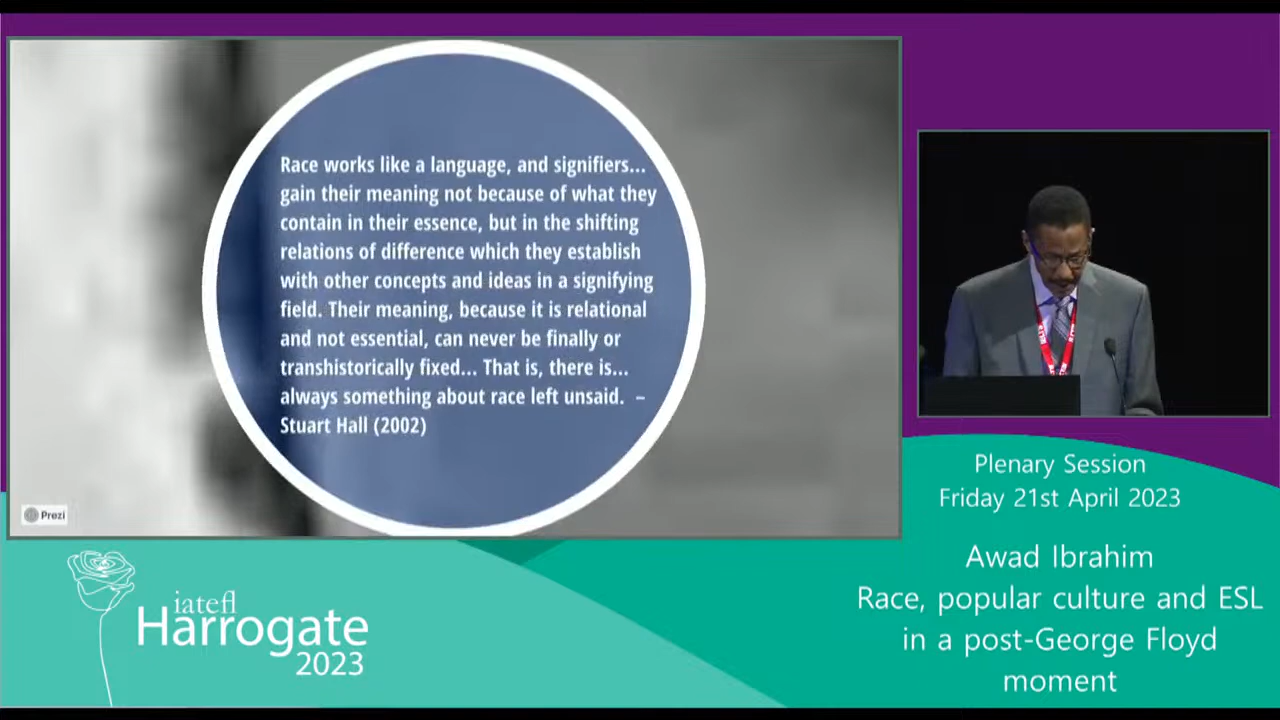 Race works like a language, and signifiers...
gain their meaning not because of what they
contain in their essence, but in the shifting
relations of difference which they establish
with other concepts and ideas in a signifying
field. Their meaning, because it is relational
and not essential, can never be finally or
transhistorically fixed... That is, there is...
always something about race left unsaid. –
Stuart Hall (2002)
Prezi
Plenary Session
Friday 21st April 2023
Awad Ibrahim
Race, popular culture and ESL
in a post-George Floyd
moment
iatefl
Harrogate
2023